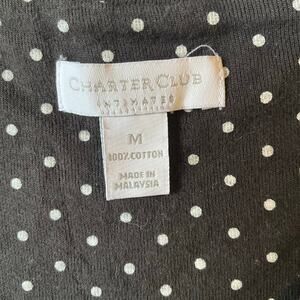 CHARTER CLUB
INTIMATES
M
100% COTTON
MADE IN
MALAYSIA